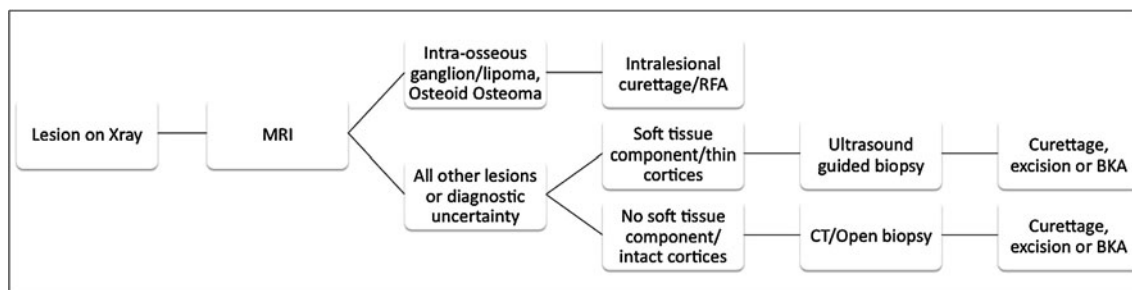 Lesion on Xray
MRI
Intra-osseous
ganglion/lipoma,
Osteoid Osteoma
Intralesional
curettage/RFA
All other lesions
or diagnostic
uncertainty
Soft tissue
component/thin
cortices
Ultrasound
guided biopsy
Curettage,
excision or BKA
No soft tissue
component/
intact cortices
CT/Open biopsy
Curettage,
excision or BKA